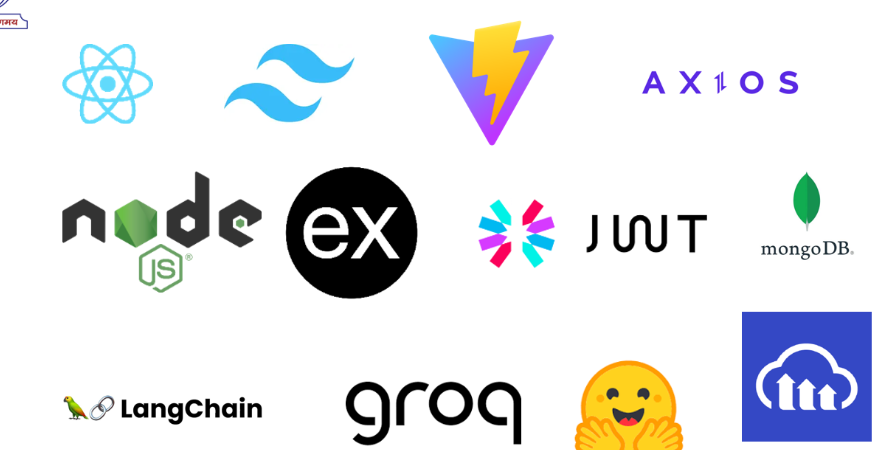 AXIOS
node
JS®
ex
JWT
mongoDB®
LangChain
groq